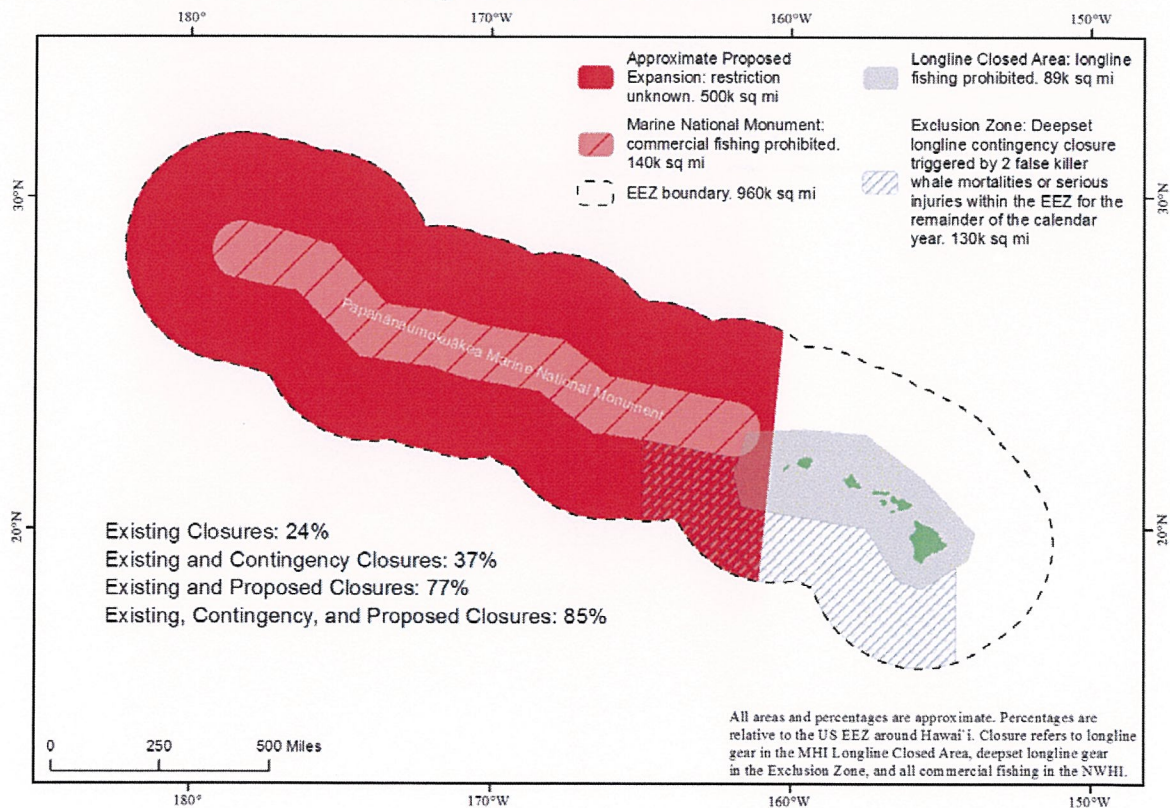 180°
170°W
160°W
150°W
Approximate Proposed
Expansion: restriction
unknown. 500k sq mi
Marine National Monument:
commercial fishing prohibited.
140k sq mi
EEZ boundary. 960k sq mi
Longline Closed Area: longline
fishing prohibited. 89k sq mi
Exclusion Zone: Deepset
longline contingency closure
triggered by 2 false killer
whale mortalities or serious
injuries within the EEZ for the
remainder of the calendar
year. 130k sq mi
30°N
30°N
Papahānaumokuākea Marine National Monument
20°N
20°N
Existing Closures: 24%
Existing and Contingency Closures: 37%
Existing and Proposed Closures: 77%
Existing, Contingency, and Proposed Closures: 85%
0 250 500 Miles
All areas and percentages are approximate. Percentages are
relative to the US EEZ around Hawai`i. Closure refers to longline
gear in the MHI Longline Closed Area, deepset longline gear
in the Exclusion Zone, and all commercial fishing in the NWHI.
180°
170°W
160°W
150°W